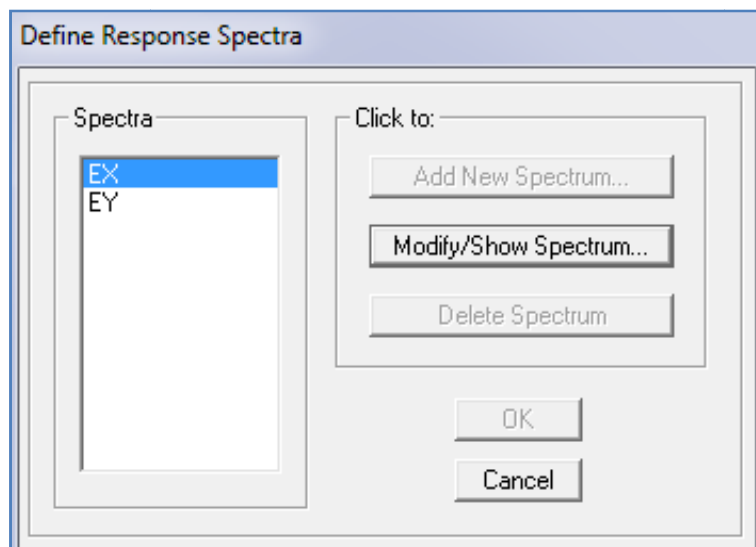 Define Response Spectra
Spectra
EX
EY
Click to:
Add New Spectrum...
Modify/Show Spectrum...
Delete Spectrum
OK
Cancel